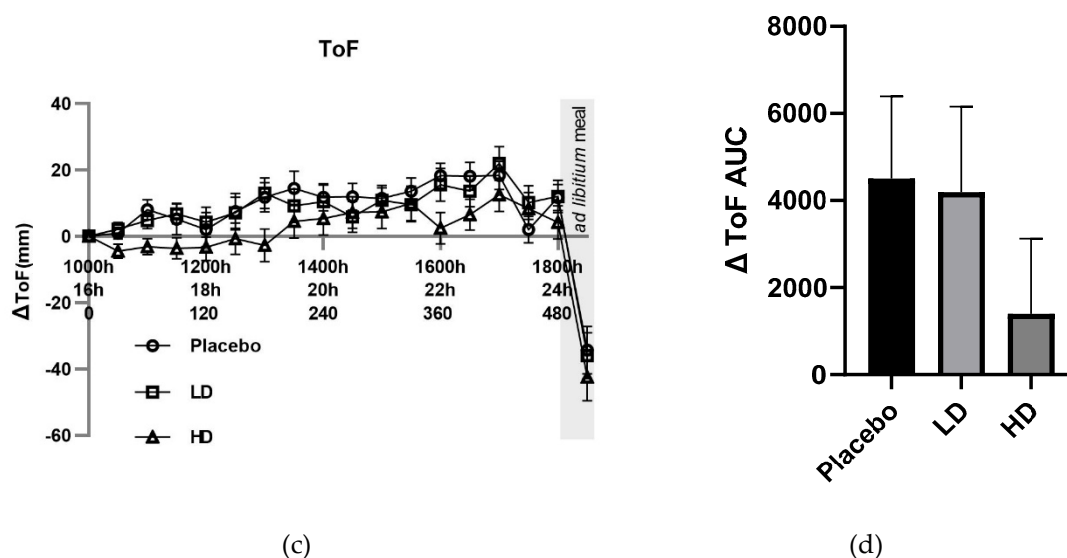 ToF
40
20
0
-20
-40
-60
ΔToF(mm)
1000h 1200h 1400h 1600h 1800h
16h 18h 20h 22h 24h
0 120 240 360 480
ad libitium meal
Placebo
LD
HD
(c)
8000
6000
4000
2000
0
Δ ToF AUC
Placebo
LD
HD
(d)